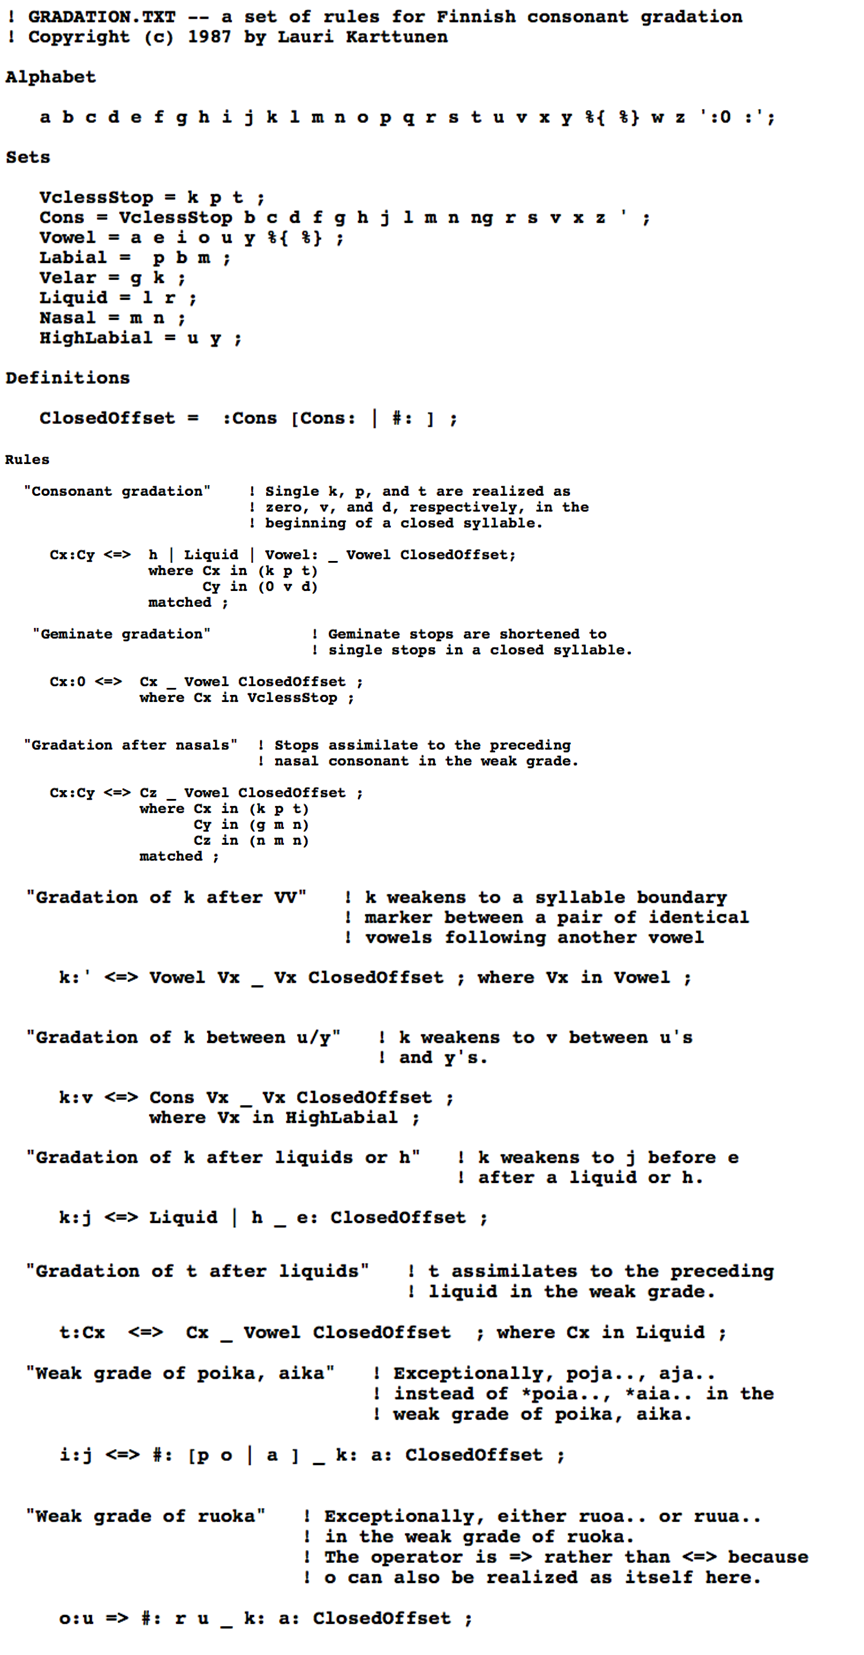 ! GRADATION.TXT -- a set of rules for Finnish consonant gradation
! Copyright (c) 1987 by Lauri Karttunen
Alphabet
a b c d e f g h i j k l m n o p q r s t u v x y %{ %} w z ':0 :';
Sets
VclessStop = k p t ;
Cons = VclessStop b c d f g h j l m n ng r s v x z ' ;
Vowel = a e i o u y %{ %} ;
Labial =  p b m ;
Velar = g k ;
Liquid = l r ;
Nasal = m n ;
HighLabial = u y ;
Definitions
ClosedOffset =  :Cons [Cons: | #: ] ;
Rules
"Consonant gradation"    ! Single k, p, and t are realized as
! zero, v, and d, respectively, in the
! beginning of a closed syllable.
Cx:Cy <=>  h | Liquid | Vowel: _ Vowel ClosedOffset;
where Cx in (k p t)
Cy in (0 v d)
matched ;
"Geminate gradation"    ! Geminate stops are shortened to
! single stops in a closed syllable.
Cx:0 <=>  Cx _ Vowel ClosedOffset ;
where Cx in VclessStop ;
"Gradation after nasals"  ! Stops assimilate to the preceding
! nasal consonant in the weak grade.
Cx:Cy <=> Cz _ Vowel ClosedOffset ;
where Cx in (k p t)
Cy in (g m n)
Cz in (n m n)
matched ;
"Gradation of k after VV"   ! k weakens to a syllable boundary
! marker between a pair of identical
! vowels following another vowel
k:' <=> Vowel Vx _ Vx ClosedOffset ; where Vx in Vowel ;
"Gradation of k between u/y"   ! k weakens to v between u's
! and y's.
k:v <=> Cons Vx _ Vx ClosedOffset ;
where Vx in HighLabial ;
"Gradation of k after liquids or h"   ! k weakens to j before e
! after a liquid or h.
k:j <=> Liquid | h _ e: ClosedOffset ;
"Gradation of t after liquids"   ! t assimilates to the preceding
! liquid in the weak grade.
t:Cx  <=>  Cx _ Vowel ClosedOffset  ; where Cx in Liquid ;
"Weak grade of poika, aika"   ! Exceptionally, poja.., aja..
! instead of *poia.., *aia.. in the
! weak grade of poika, aika.
i:j <=> #: [p o | a ] _ k: a: ClosedOffset ;
"Weak grade of ruoka"   ! Exceptionally, either ruoa.. or ruua..
! in the weak grade of ruoka.
! The operator is => rather than <=> because
! o can also be realized as itself here.
o:u => #: r u _ k: a: ClosedOffset ;